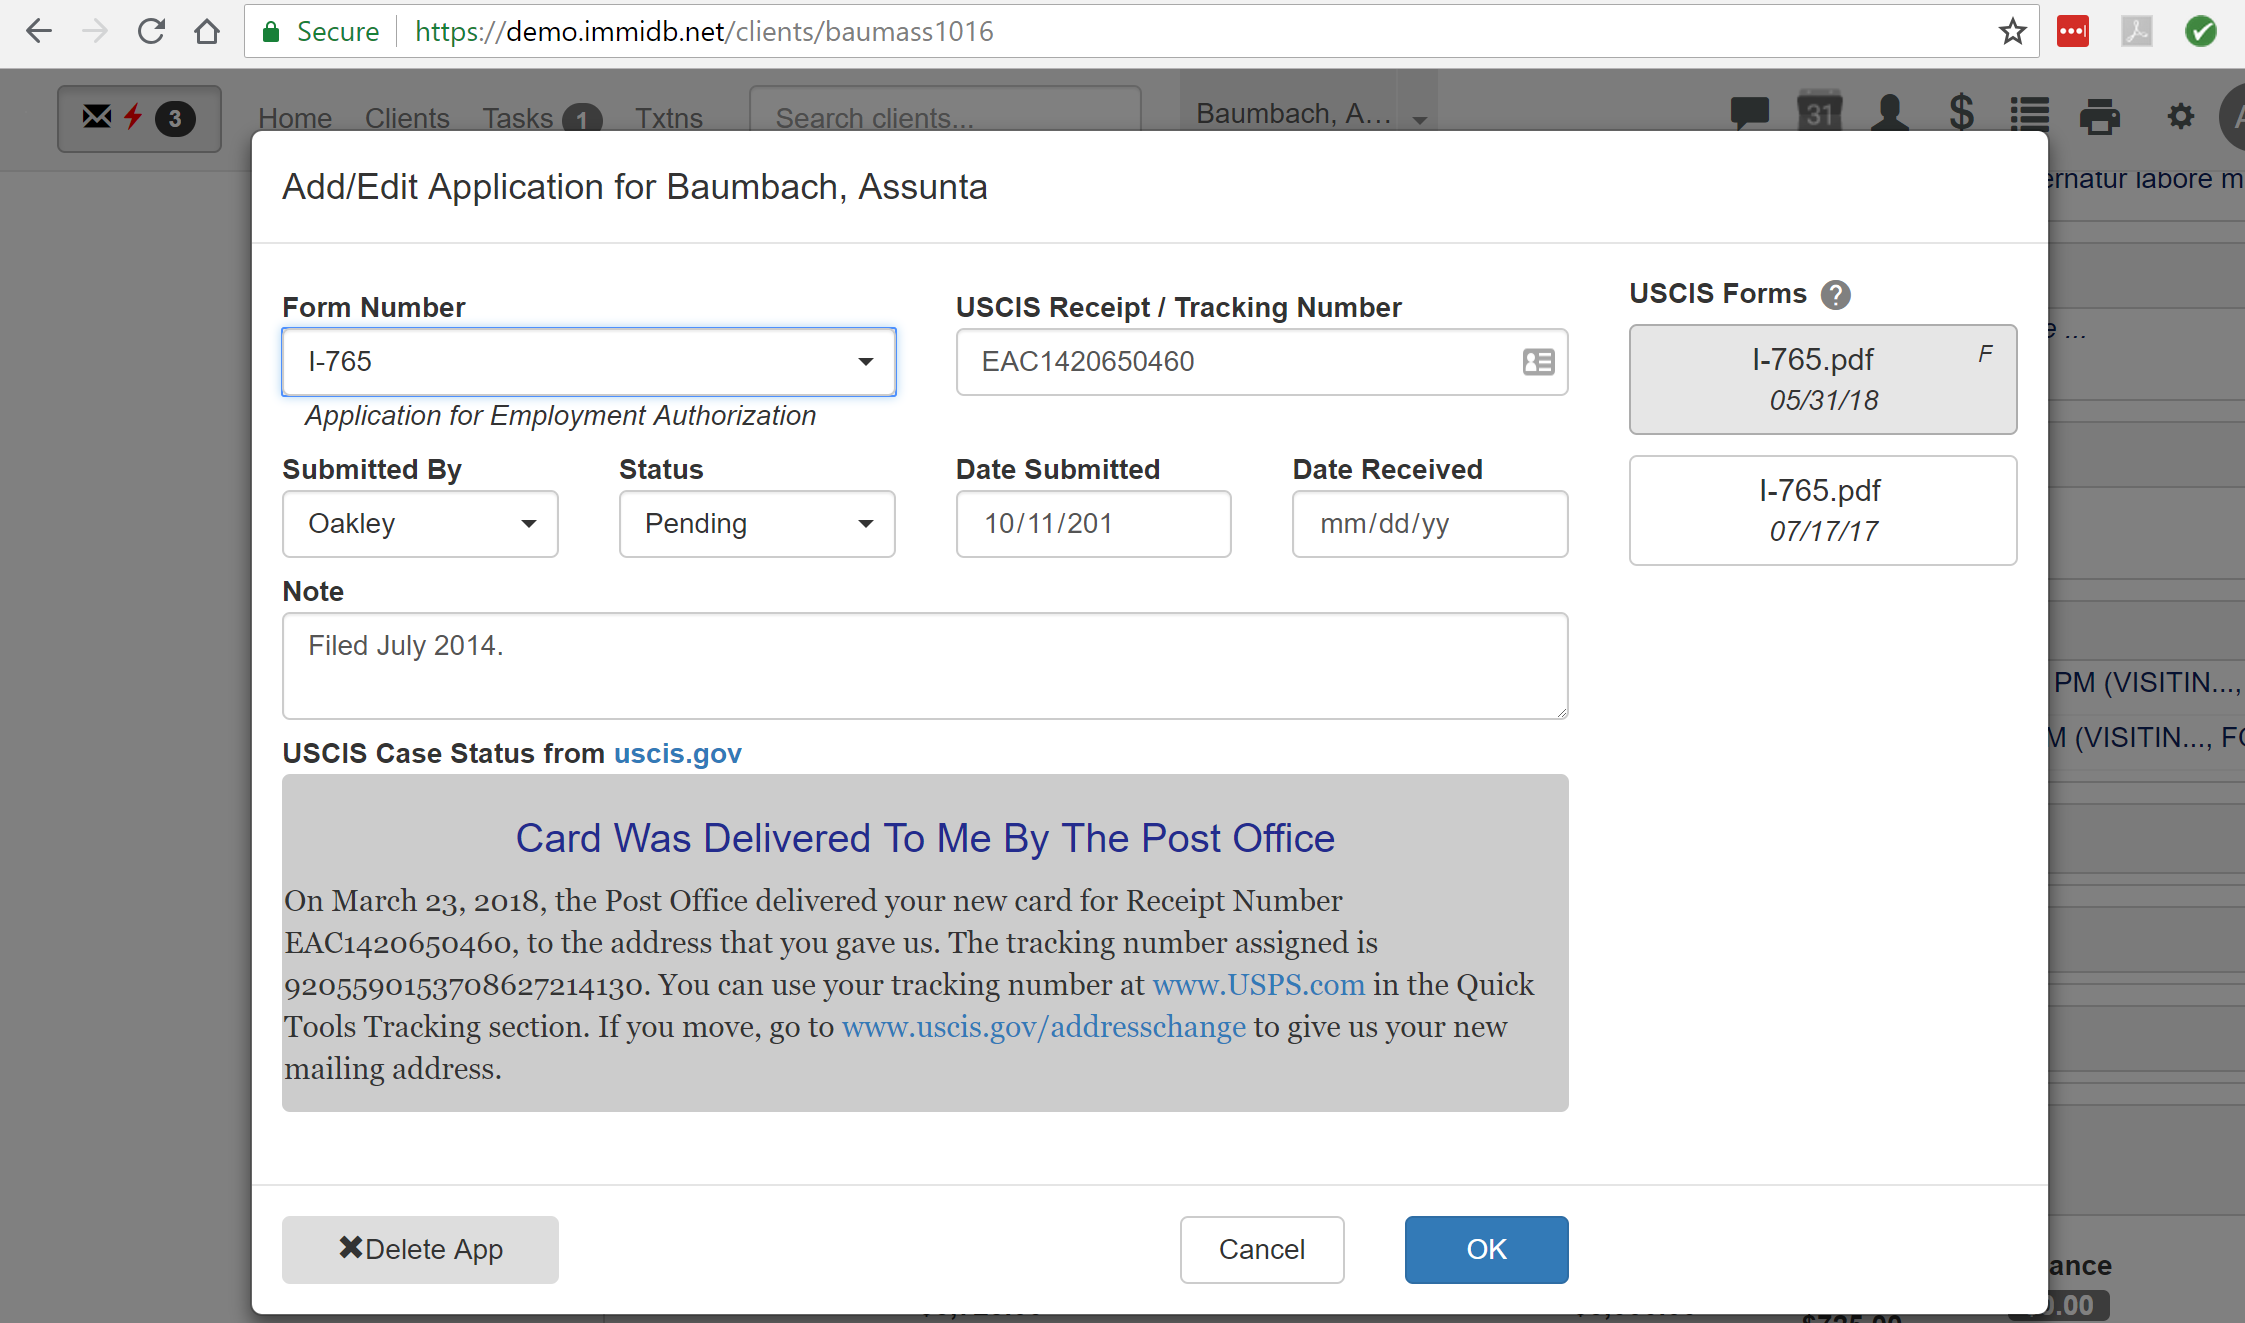 Secure https://demo.immidb.net/clients/baumass1016
3 Home Clients Tasks 1 Txtns Search clients... Baumbach, A... 31 $
Add/Edit Application for Baumbach, Assunta
Form Number
I-765
Application for Employment Authorization
USCIS Receipt / Tracking Number
EAC1420650460
Submitted By
Oakley
Status
Pending
Date Submitted
10/11/201
Date Received
mm/dd/yy
Note
Filed July 2014.
USCIS Case Status from uscis.gov
Card Was Delivered To Me By The Post Office
On March 23, 2018, the Post Office delivered your new card for Receipt Number
EAC1420650460, to the address that you gave us. The tracking number assigned is
9205590153708627214130. You can use your tracking number at www.USPS.com in the Quick
Tools Tracking section. If you move, go to www.uscis.gov/addresschange to give us your new
mailing address.
USCIS Forms ?
I-765.pdf F
05/31/18
I-765.pdf
07/17/17
Delete App
Cancel
OK
labore m
PM (VISITIN...,
(VISITIN...,